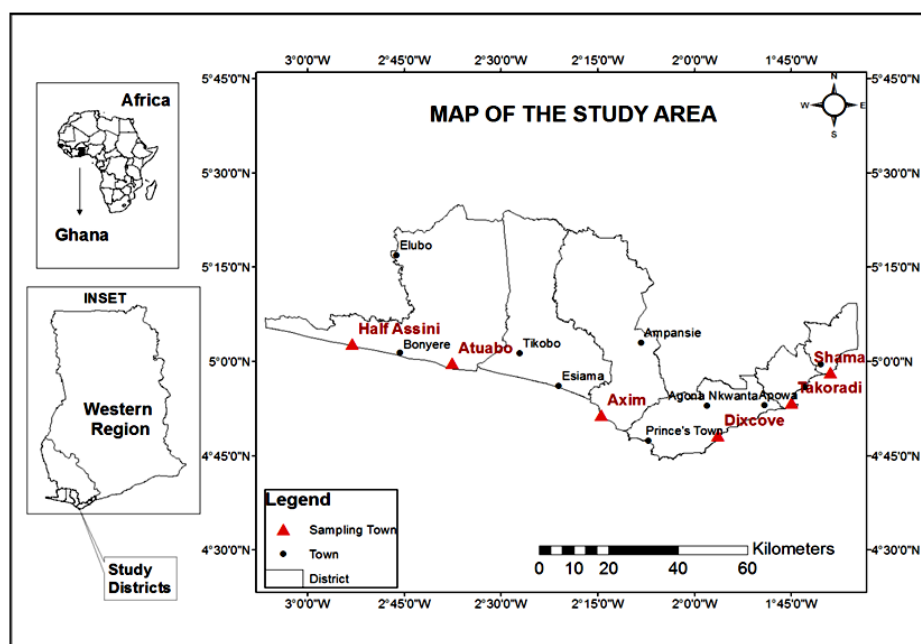 Africa
Ghana
INSET
Western
Region
Study
Districts
3°0'0"W 2°45'0"W 2°30'0"W 2°15'0"W 2°0'0"W 1°45'0"W
5°45'0"N 5°45'0"N
MAP OF THE STUDY AREA
N
W E
S
5°30'0"N 5°30'0"N
Elubo
5°15'0"N 5°15'0"N
Half Assini
Bonyere
Atuabo
Tikobo
Ampansie
Shama
5°0'0"N 5°0'0"N
Esiama
Axim
Agona Nkwanta
Apowa
Takoradi
Dixcove
Prince's Town
4°45'0"N 4°45'0"N
Legend
Sampling Town
Town
District
4°30'0"N 4°30'0"N
Kilometers
0 10 20 40 60
3°0'0"W 2°45'0"W 2°30'0"W 2°15'0"W 2°0'0"W 1°45'0"W